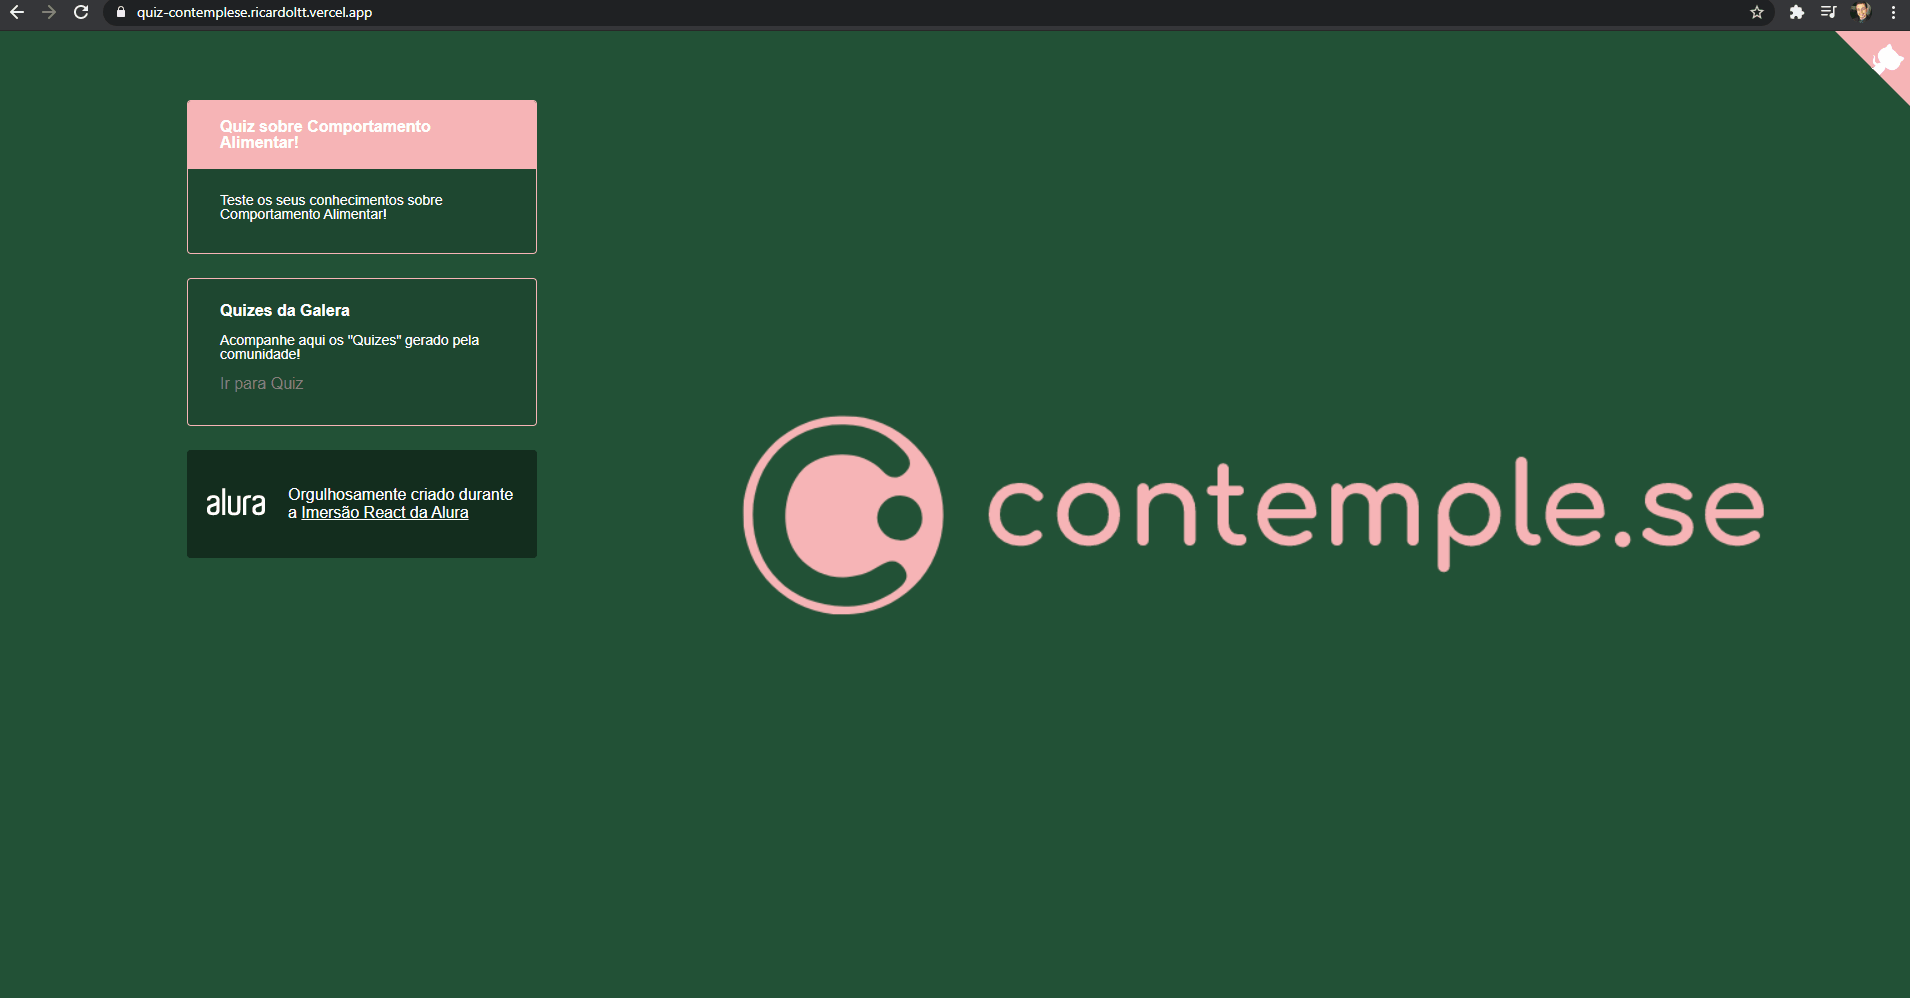 quiz-contemplese.ricardoltt.vercel.app
Quiz sobre Comportamento
Alimentar!
Teste os seus conhecimentos sobre
Comportamento Alimentar!
Quizes da Galera
Acompanhe aqui os "Quizes" gerado pela
comunidade!
Ir para Quiz
alura
Orgulhosamente criado durante
a Imersão React da Alura
contemple.se